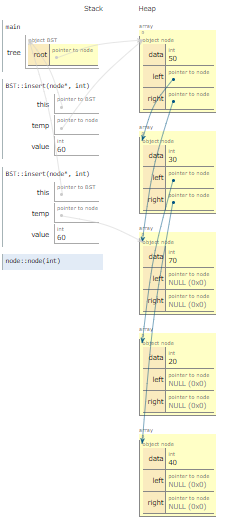 Stack Heap
main
tree
object BST
root
pointer to node
BST::insert(node*, int)
this
pointer to BST
temp
pointer to node
value
int
60
BST::insert(node*, int)
this
pointer to BST
temp
pointer to node
value
int
60
node::node(int)
array
object node
data
int
50
left
pointer to node
right
pointer to node
array
object node
data
int
30
left
pointer to node
right
pointer to node
array
object node
data
int
70
left
pointer to node
NULL (0x0)
right
pointer to node
NULL (0x0)
array
object node
data
int
20
left
pointer to node
NULL (0x0)
right
pointer to node
NULL (0x0)
array
object node
data
int
40
left
pointer to node
NULL (0x0)
right
pointer to node
NULL (0x0)